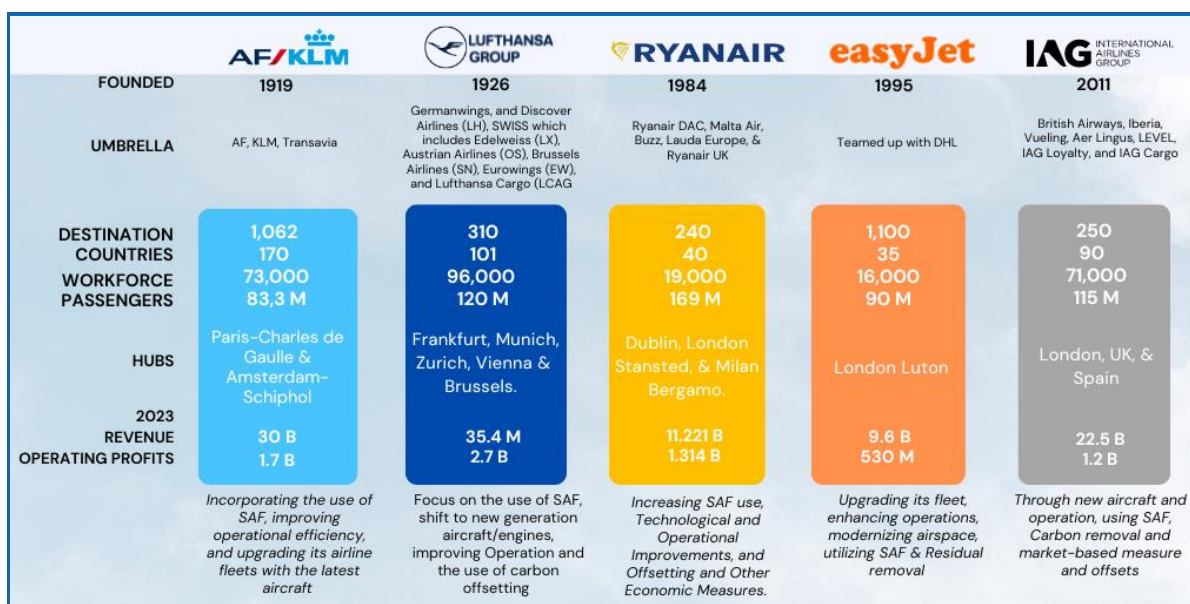 AF/KLM
LUFTHANSA
GROUP
RYANAIR
easyJet
IAG INTERNATIONAL
AIRLINES
GROUP
FOUNDED 1919 1926 1984 1995 2011
UMBRELLA
AF, KLM, Transavia
Germanwings, and Discover
Airlines (LH), SWISS which
includes Edelweiss (LX),
Austrian Airlines (OS), Brussels
Airlines (SN), Eurowings (EW),
and Lufthansa Cargo (LCAG
Ryanair DAC, Malta Air,
Buzz, Lauda Europe, &
Ryanair UK
Teamed up with DHL
British Airways, Iberia,
Vueling, Aer Lingus, LEVEL,
IAG Loyalty, and IAG Cargo
DESTINATION 1,062 310 240 1,100 250
COUNTRIES 170 101 40 35 90
WORKFORCE 73,000 96,000 19,000 16,000 71,000
PASSENGERS 83,3 M 120 M 169 M 90 M 115 M
HUBS
Paris-Charles de
Gaulle &
Amsterdam-
Schiphol
Frankfurt, Munich,
Zurich, Vienna &
Brussels.
Dublin, London
Stansted, & Milan
Bergamo.
London Luton
London, UK, &
Spain
2023
REVENUE 30 B 35.4 M 11.221 B 9.6 B 22.5 B
OPERATING PROFITS 1.7 B 2.7 B 1.314 B 530 M 1.2 B
Incorporating the use of
SAF, improving
operational efficiency,
and upgrading its airline
fleets with the latest
aircraft
Focus on the use of SAF,
shift to new generation
aircraft/engines,
improving Operation and
the use of carbon
offsetting
Increasing SAF use,
Technological and
Operational
Improvements, and
Offsetting and Other
Economic Measures.
Upgrading its fleet,
enhancing operations,
modernizing airspace,
utilizing SAF & Residual
removal
Through new aircraft and
operation, using SAF,
Carbon removal and
market-based measure
and offsets